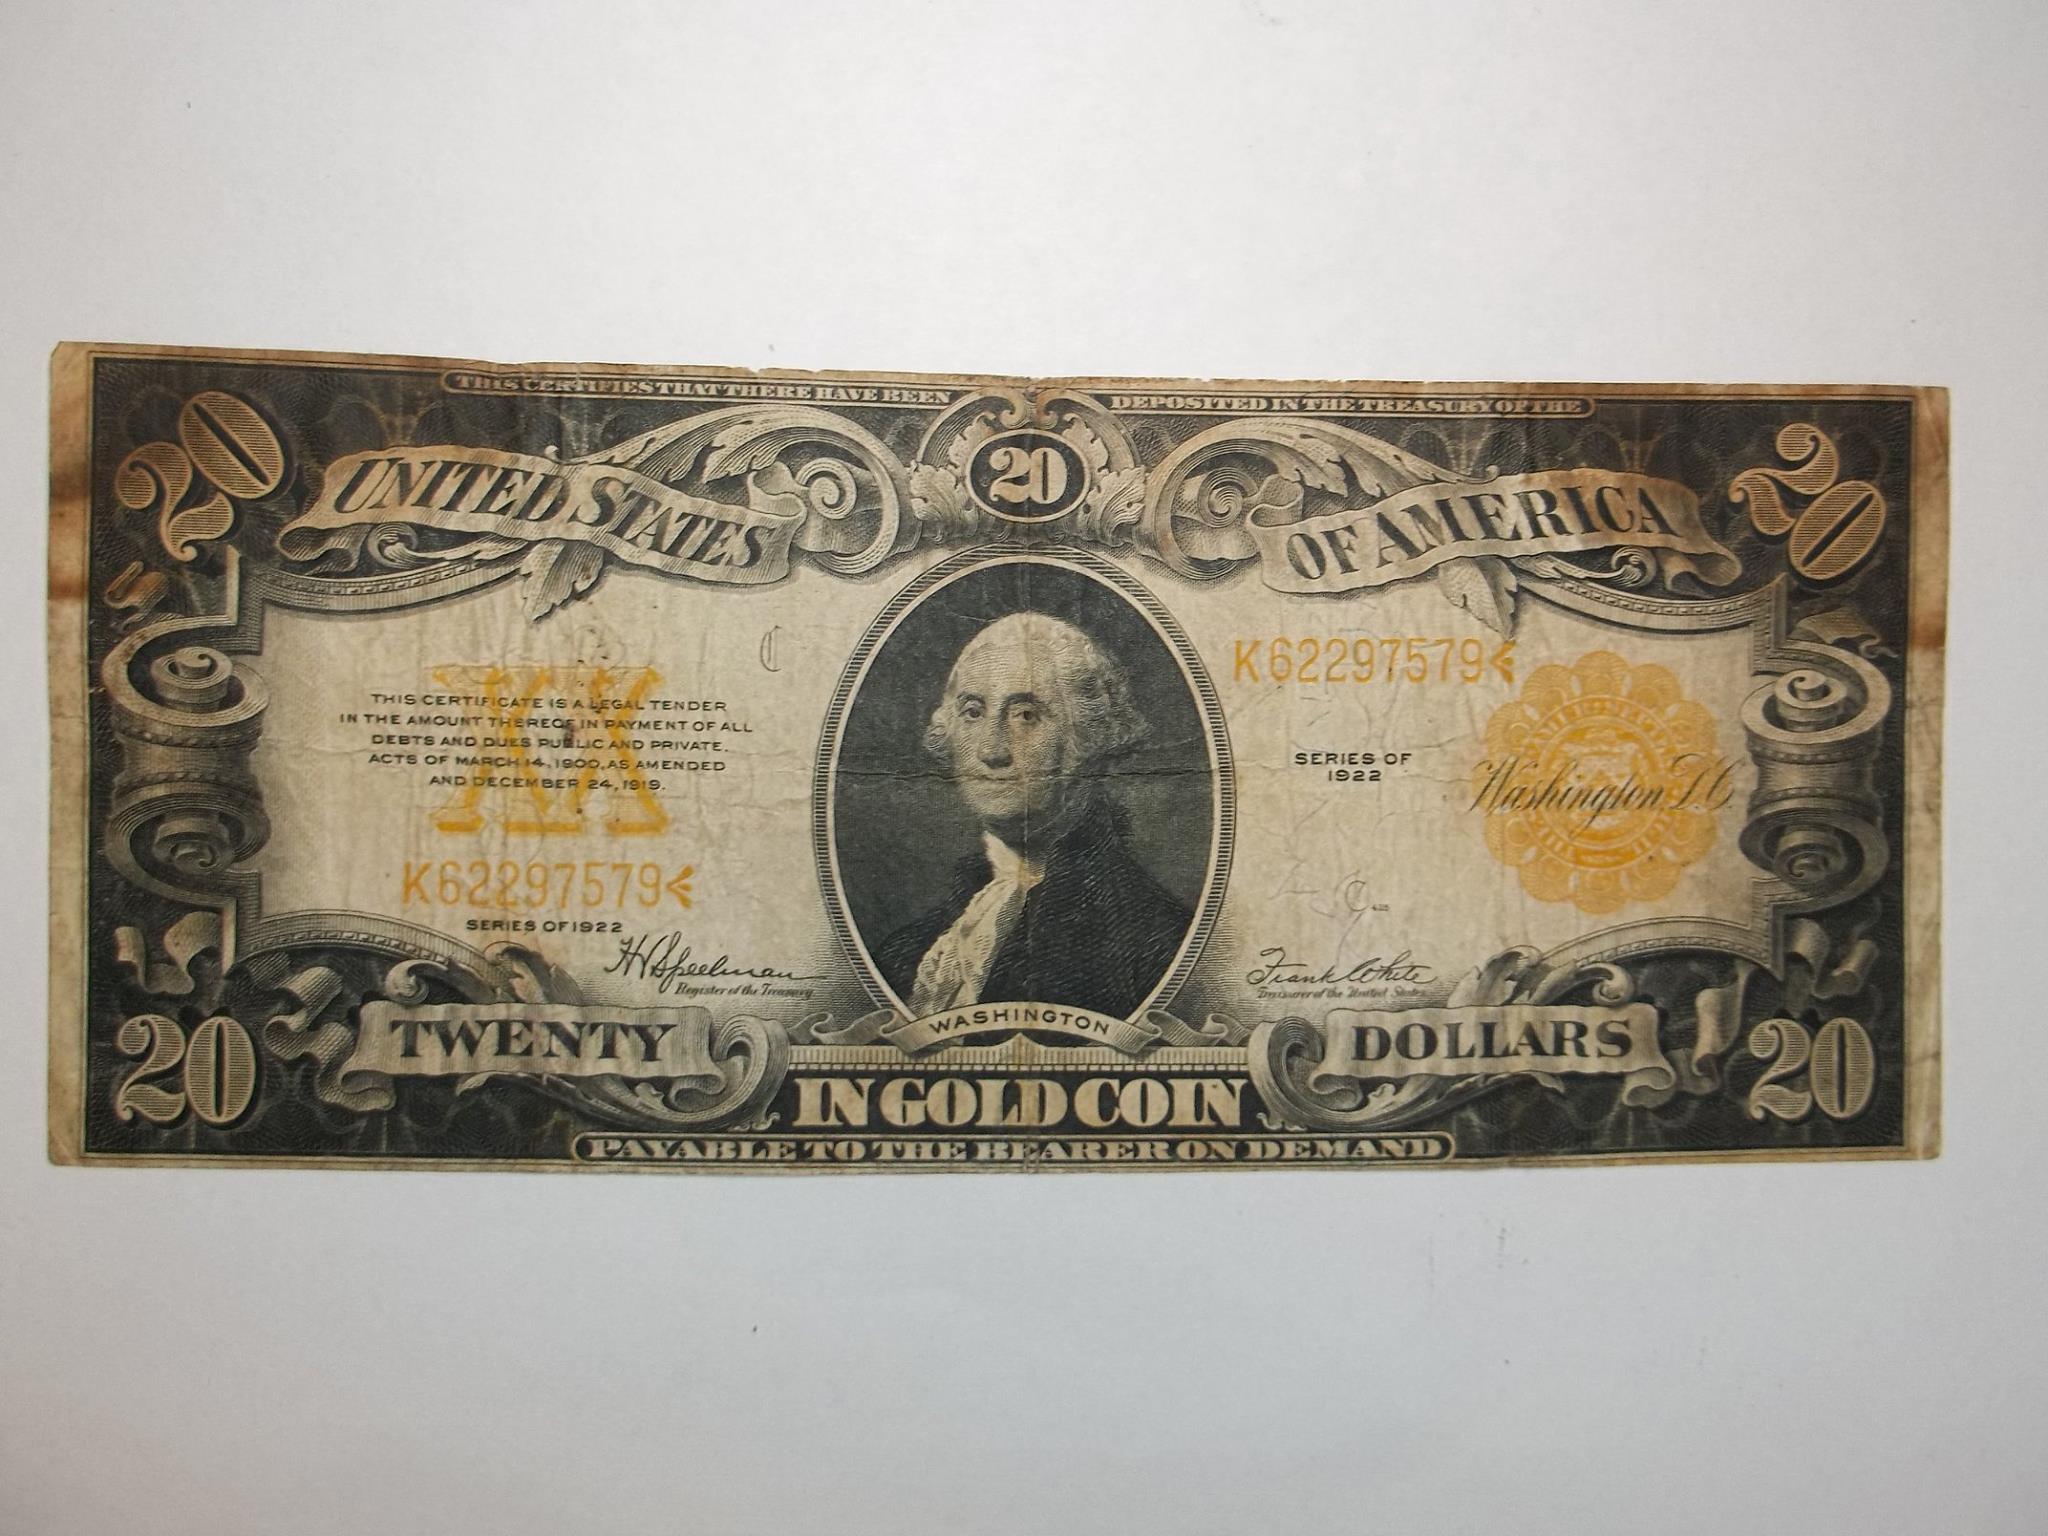 THIS CERTIFIES THAT THERE HAVE BEEN
DEPOSITED IN THE TREASURY OF THE
20
20
20
UNITED STATES
OF AMERICA
C
K62297579
XX
THIS CERTIFICATE IS A LEGAL TENDER
IN THE AMOUNT THEREOF IN PAYMENT OF ALL
DEBTS AND DUES PUBLIC AND PRIVATE.
ACTS OF MARCH 14, 1900, AS AMENDED
AND DECEMBER 24, 1919.
SERIES OF
1922
Washington D.C.
K62297579
SERIES OF 1922
C
H V Speelman
Register of the Treasury
Frank White
Treasurer of the United States
WASHINGTON
20
TWENTY
DOLLARS
20
IN GOLD COIN
PAYABLE TO THE BEARER ON DEMAND